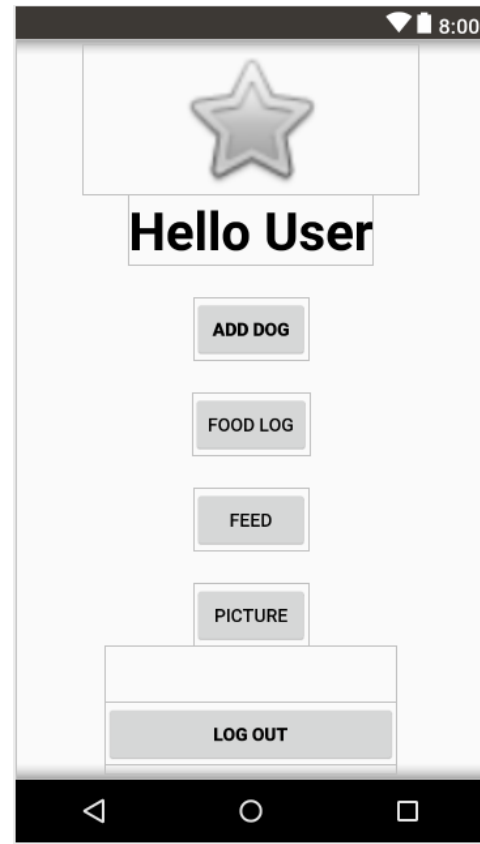 8:00
Hello User
ADD DOG
FOOD LOG
FEED
PICTURE
LOG OUT